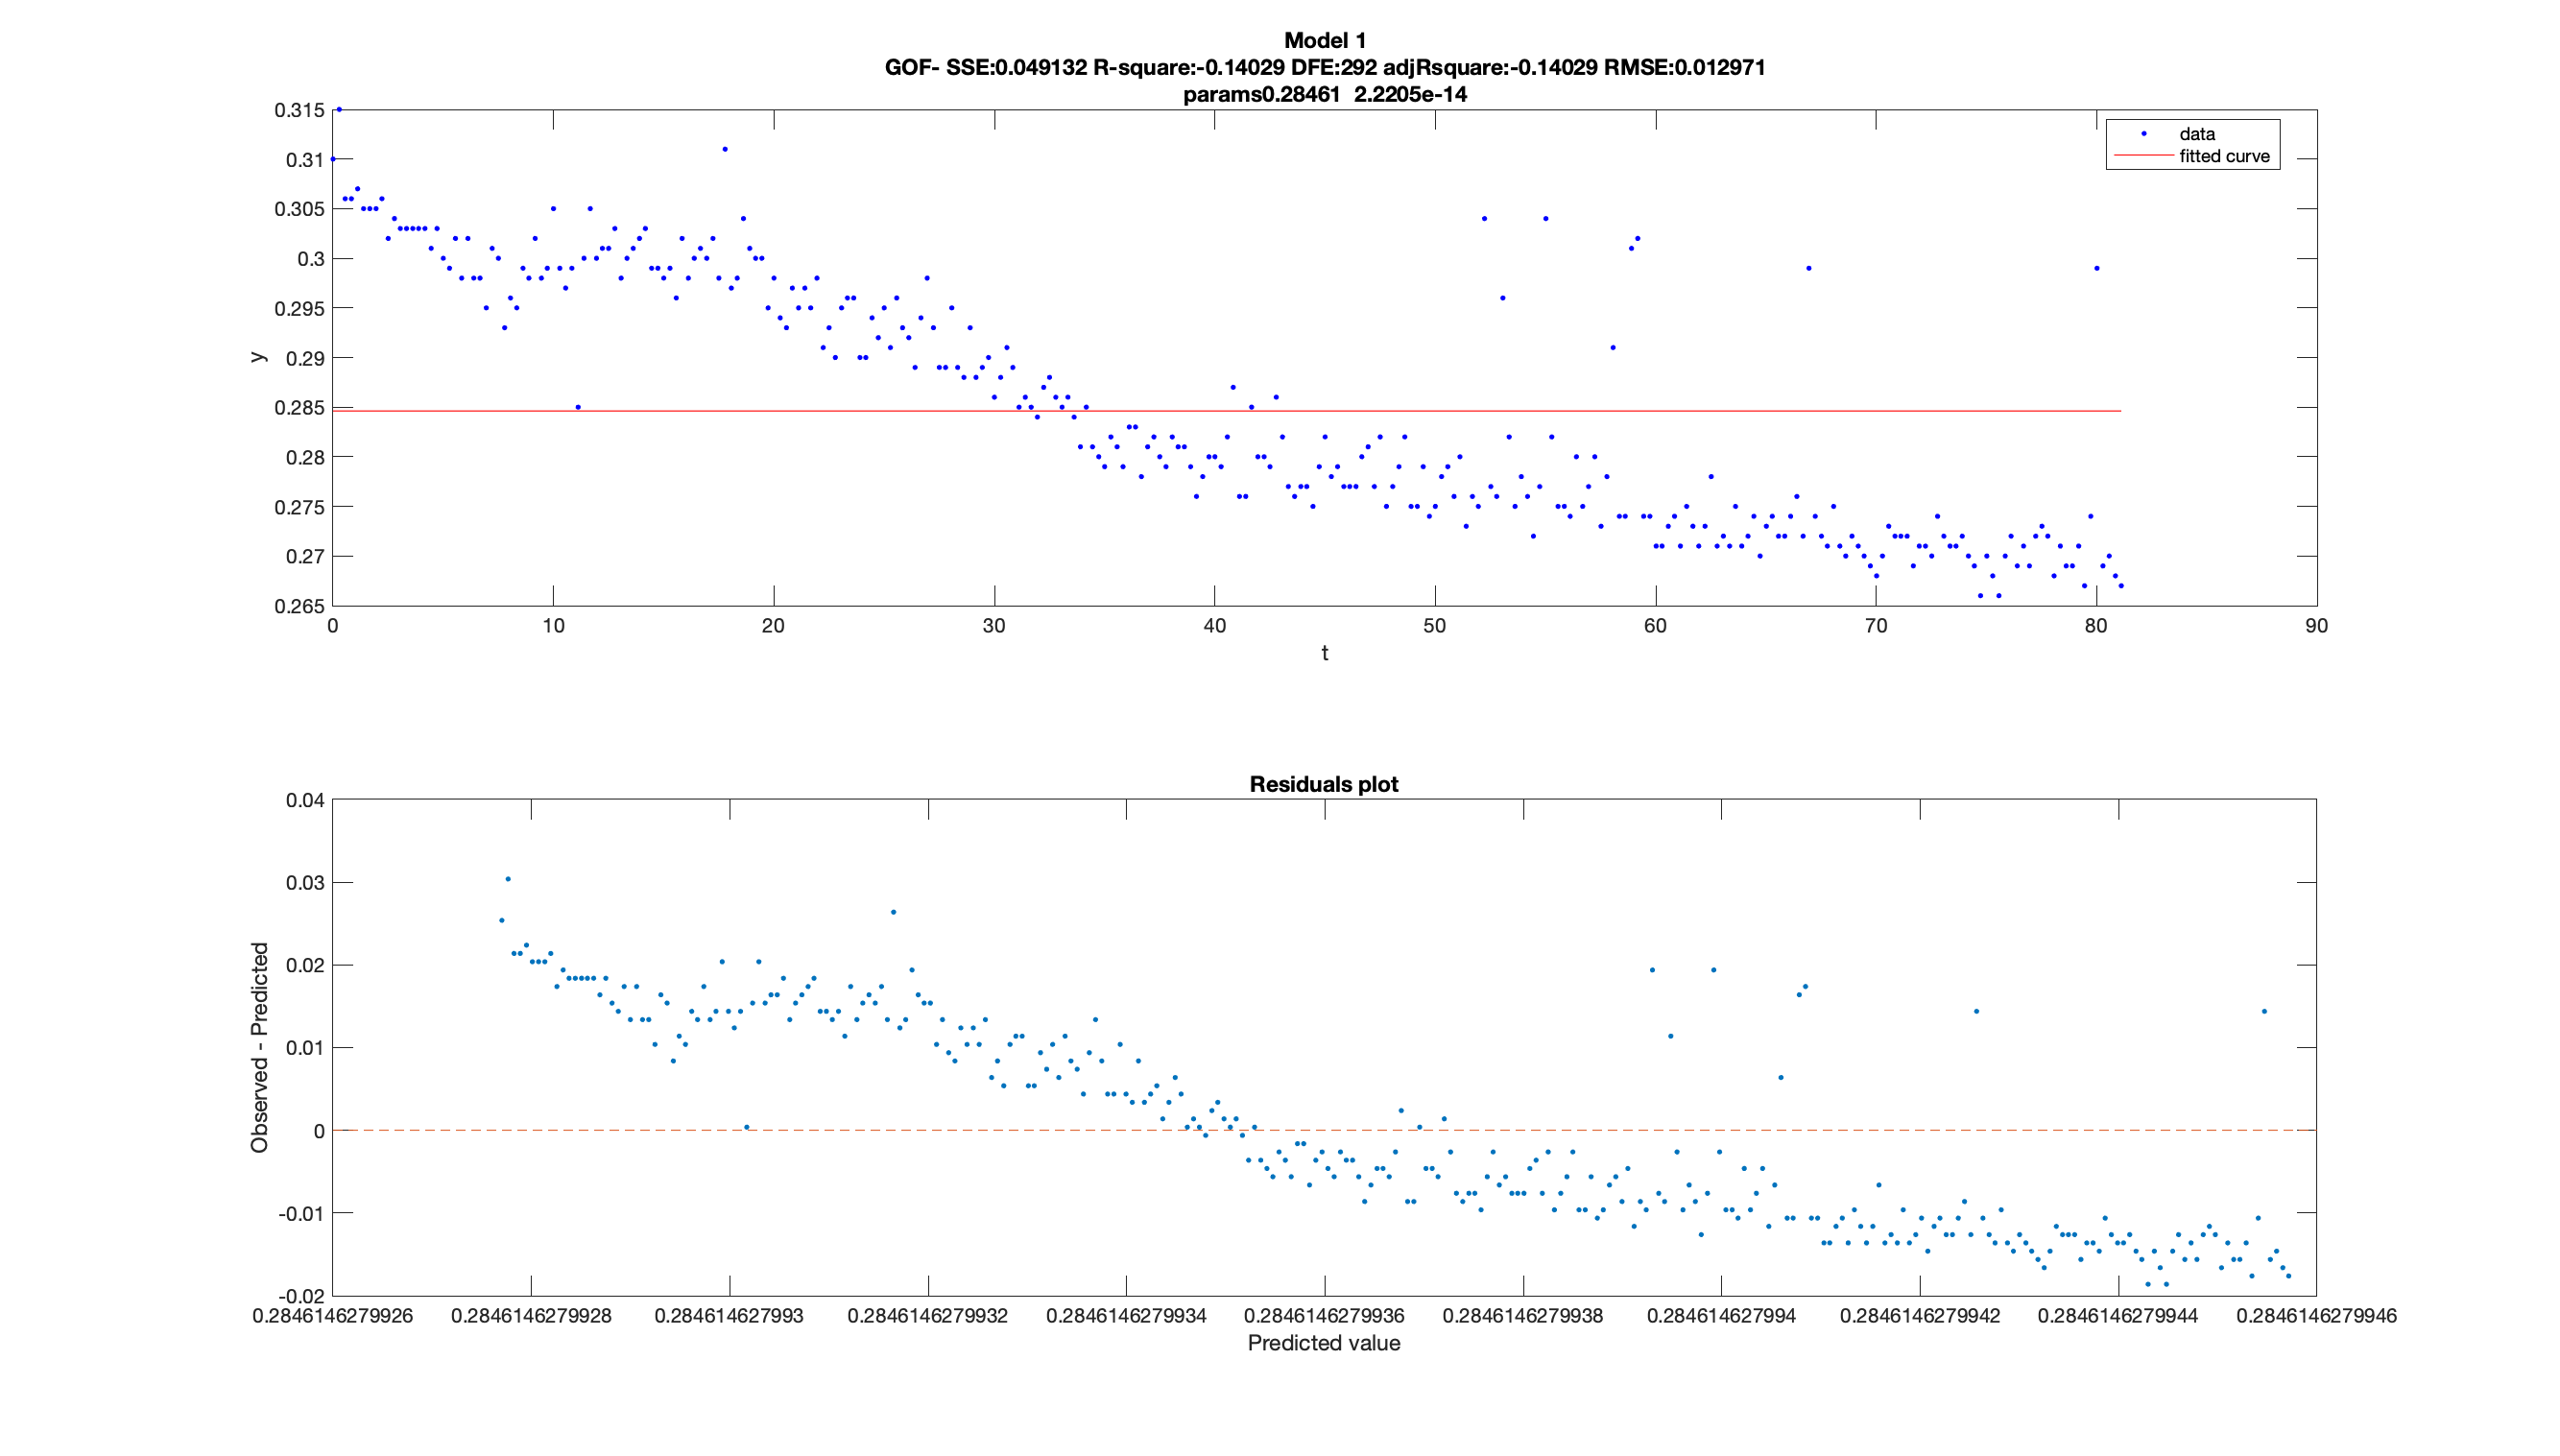 Model 1
GOF- SSE:0.049132 R-square:-0.14029 DFE:292 adjRsquare:-0.14029 RMSE:0.012971
params0.28461  2.2205e-14
0.315
0.31
0.305
0.3
0.295
0.29
0.285
0.28
0.275
0.27
0.265
y
data
fitted curve
0 10 20 30 40 50 60 70 80 90
t
Residuals plot
0.04
0.03
0.02
0.01
0
-0.01
-0.02
Observed - Predicted
0.2846146279926 0.2846146279928 0.284614627993 0.2846146279932 0.2846146279934 0.2846146279936 0.2846146279938 0.284614627994 0.2846146279942 0.2846146279944 0.2846146279946
Predicted value